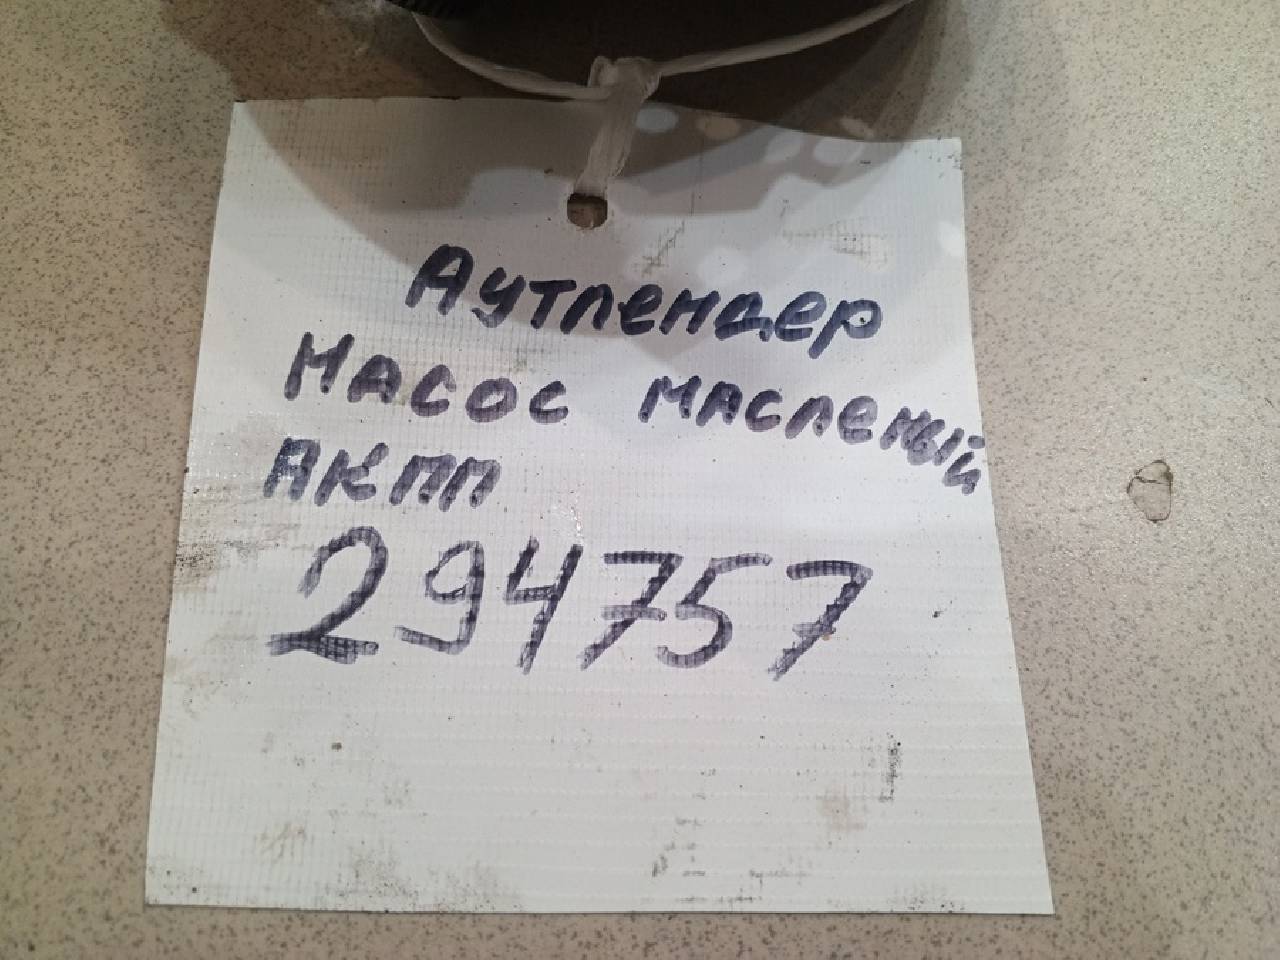 Аутлендер
Насос масленый
АКПП
294757